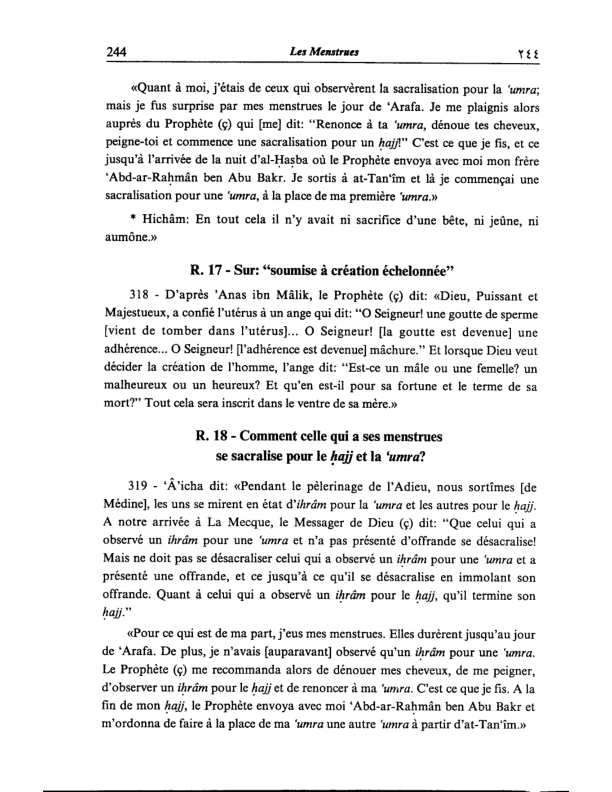 244 Les Menstrues ٢٤٤
«Quant à moi, j'étais de ceux qui observèrent la sacralisation pour la 'umra;
mais je fus surprise par mes menstrues le jour de ‘Arafa. Je me plaignis alors
auprès du Prophète (ç) qui [me] dit: “Renonce à ta 'umra, dénoue tes cheveux,
peigne-toi et commence une sacralisation pour un ḥajj!” C'est ce que je fis, et ce
jusqu'à l'arrivée de la nuit d'al-Ḥaṣba où le Prophète envoya avec moi mon frère
‘Abd-ar-Raḥmân ben Abu Bakr. Je sortis à at-Tan‘îm et là je commençai une
sacralisation pour une 'umra, à la place de ma première 'umra.»
* Hichâm: En tout cela il n'y avait ni sacrifice d'une bête, ni jeûne, ni
aumône.»
R. 17 - Sur: “soumise à création échelonnée”
318 - D'après 'Anas ibn Mâlik, le Prophète (ç) dit: «Dieu, Puissant et
Majestueux, a confié l'utérus à un ange qui dit: “O Seigneur! une goutte de sperme
[vient de tomber dans l'utérus]... O Seigneur! [la goutte est devenue] une
adhérence... O Seigneur! [l'adhérence est devenue] mâchure.” Et lorsque Dieu veut
décider la création de l'homme, l'ange dit: “Est-ce un mâle ou une femelle? un
malheureux ou un heureux? Et qu'en est-il pour sa fortune et le terme de sa
mort?” Tout cela sera inscrit dans le ventre de sa mère.»
R. 18 - Comment celle qui a ses menstrues
se sacralise pour le ḥajj et la 'umra?
319 - ‘Â'icha dit: «Pendant le pèlerinage de l'Adieu, nous sortîmes [de
Médine], les uns se mirent en état d'ihrâm pour la 'umra et les autres pour le ḥajj.
A notre arrivée à La Mecque, le Messager de Dieu (ç) dit: “Que celui qui a
observé un iḥrâm pour une 'umra et n'a pas présenté d'offrande se désacralise!
Mais ne doit pas se désacraliser celui qui a observé un iḥrâm pour une 'umra et a
présenté une offrande, et ce jusqu'à ce qu'il se désacralise en immolant son
offrande. Quant à celui qui a observé un iḥrâm pour le ḥajj, qu'il termine son
ḥajj.”
«Pour ce qui est de ma part, j'eus mes menstrues. Elles durèrent jusqu'au jour
de ‘Arafa. De plus, je n'avais [auparavant] observé qu'un iḥrâm pour une 'umra.
Le Prophète (ç) me recommanda alors de dénouer mes cheveux, de me peigner,
d'observer un iḥrâm pour le ḥajj et de renoncer à ma 'umra. C'est ce que je fis. A la
fin de mon ḥajj, le Prophète envoya avec moi ‘Abd-ar-Raḥmân ben Abu Bakr et
m'ordonna de faire à la place de ma 'umra une autre 'umra à partir d'at-Tan‘îm.»